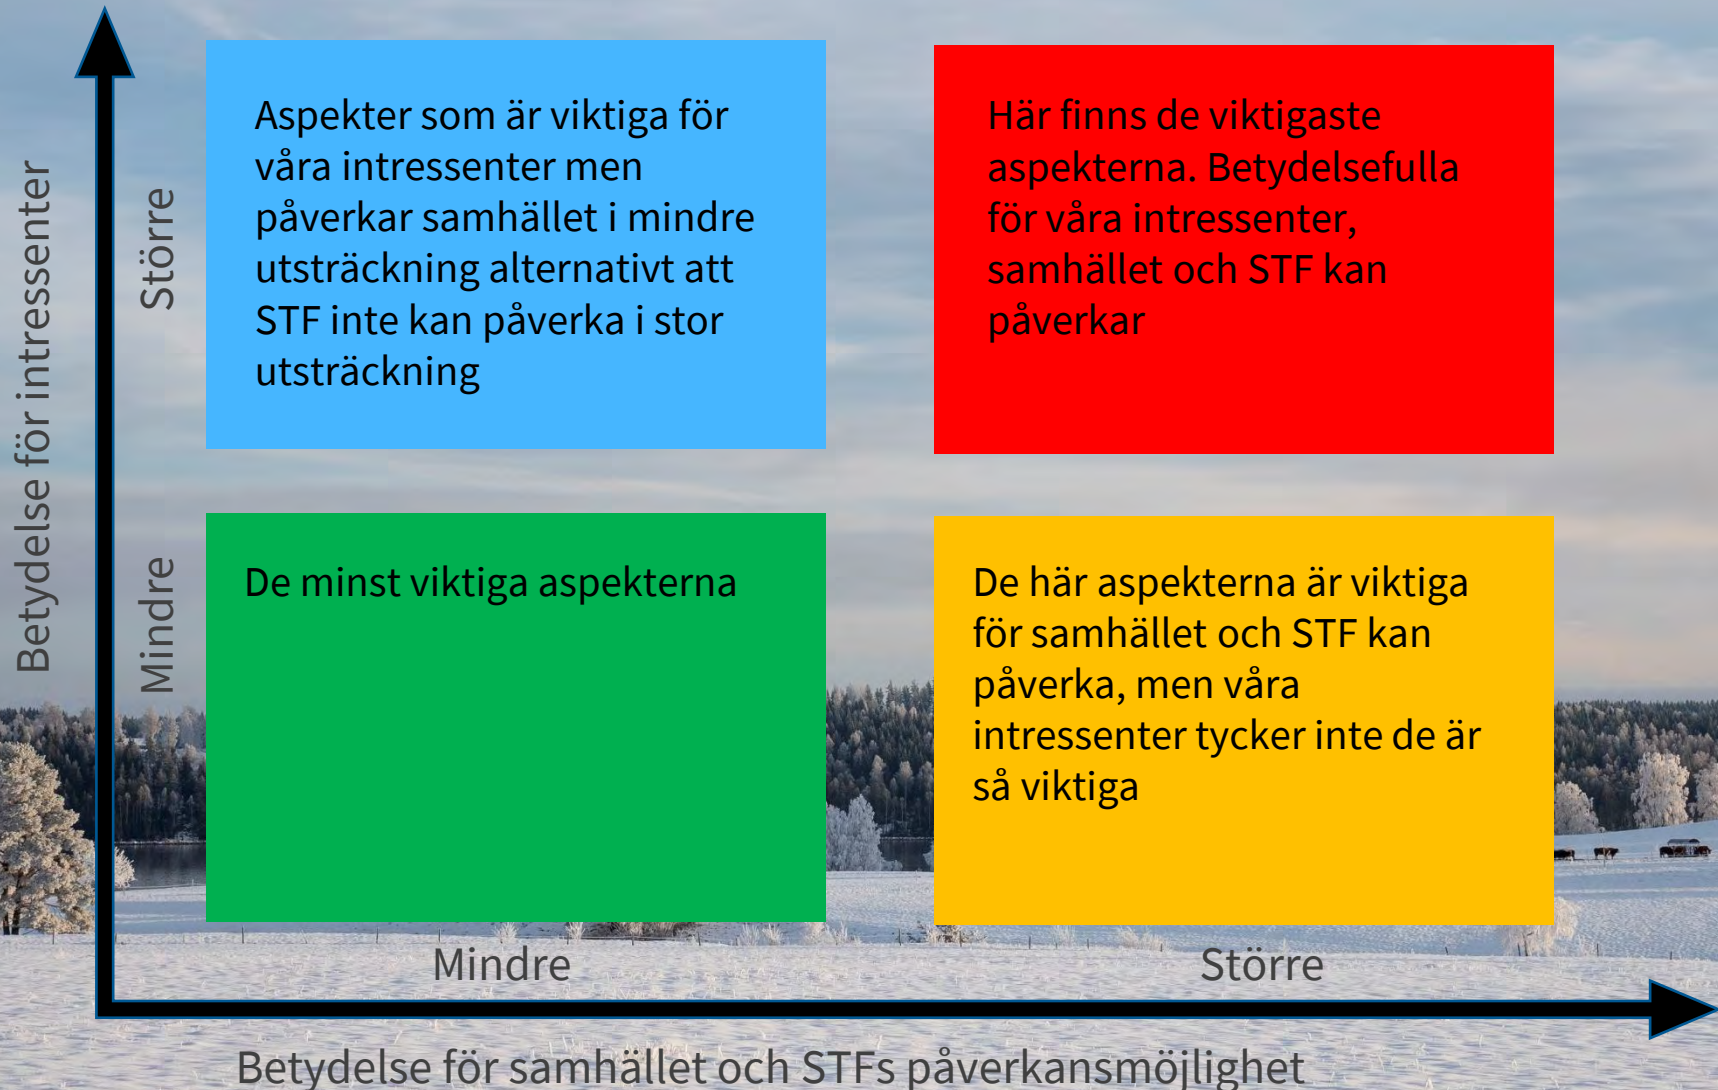 Betydelse för intressenter
Större
Aspekter som är viktiga för
våra intressenter men
påverkar samhället i mindre
utsträckning alternativt att
STF inte kan påverka i stor
utsträckning
Här finns de viktigaste
aspekterna. Betydelsefulla
för våra intressenter,
samhället och STF kan
påverkar
Mindre
De minst viktiga aspekterna
De här aspekterna är viktiga
för samhället och STF kan
påverka, men våra
intressenter tycker inte de är
så viktiga
Mindre
Större
Betydelse för samhället och STFs påverkansmöjlighet